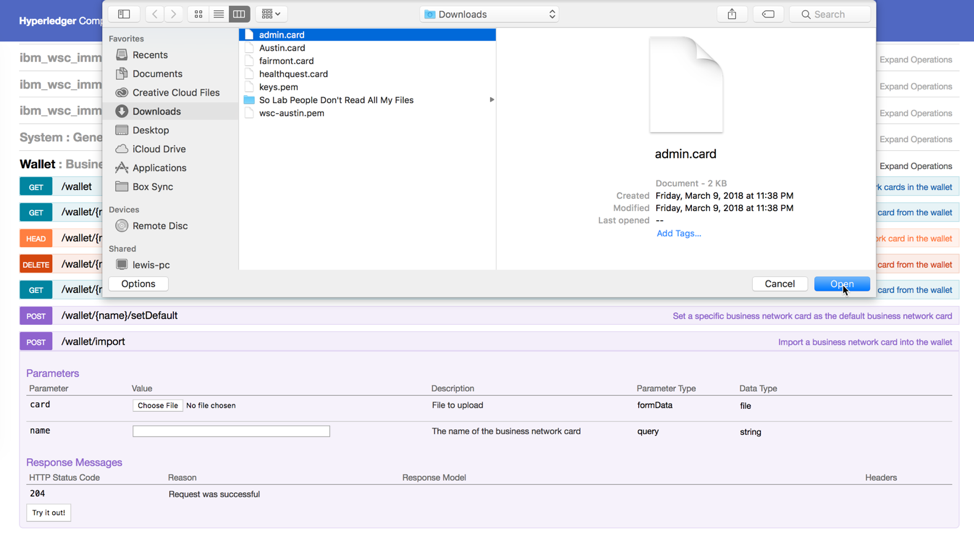 Hyperledger Comp
Downloads
Search
Favorites
Recents
Documents
Creative Cloud Files
Downloads
Desktop
iCloud Drive
Applications
Box Sync
Devices
Remote Disc
Shared
lewis-pc
admin.card
Austin.card
fairmont.card
healthquest.card
keys.pem
So Lab People Don't Read All My Files
wsc-austin.pem
admin.card
Document - 2 KB
Created Friday, March 9, 2018 at 11:38 PM
Modified Friday, March 9, 2018 at 11:38 PM
Last opened --
Add Tags...
Options
Cancel Open
ibm_wsc_imm Expand Operations
ibm_wsc_imm Expand Operations
ibm_wsc_imm Expand Operations
System : Gene Expand Operations
Wallet : Busine Expand Operations
GET /wallet rk cards in the wallet
GET /wallet/{n card from the wallet
HEAD /wallet/{n ork card in the wallet
DELETE /wallet/{n card from the wallet
GET /wallet/{n card from the wallet
POST /wallet/{name}/setDefault Set a specific business network card as the default business network card
POST /wallet/import Import a business network card into the wallet
Parameters
Parameter Value Description Parameter Type Data Type
card Choose File No file chosen File to upload formData file
name The name of the business network card query string
Response Messages
HTTP Status Code Reason Response Model Headers
204 Request was successful
Try it out!